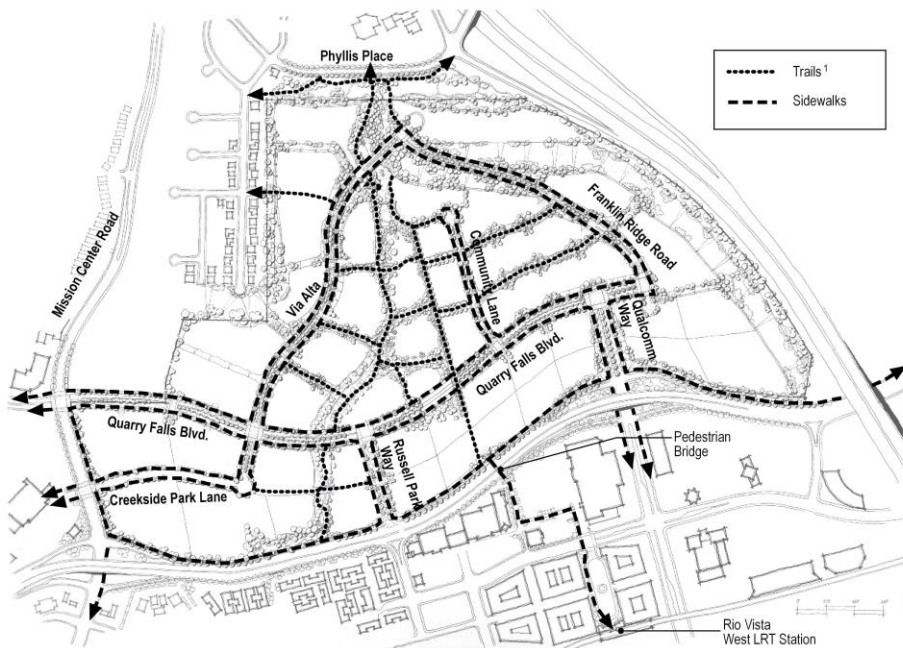 Phyllis Place
Trails 1
Sidewalks
Mission Center Road
Franklin Ridge Road
Community Lane
Via Alta
Qualcomm
Way
Quarry Falls Blvd.
Quarry Falls Blvd.
Pedestrian
Bridge
Russell Park
Way
Creekside Park Lane
Rio Vista
West LRT Station